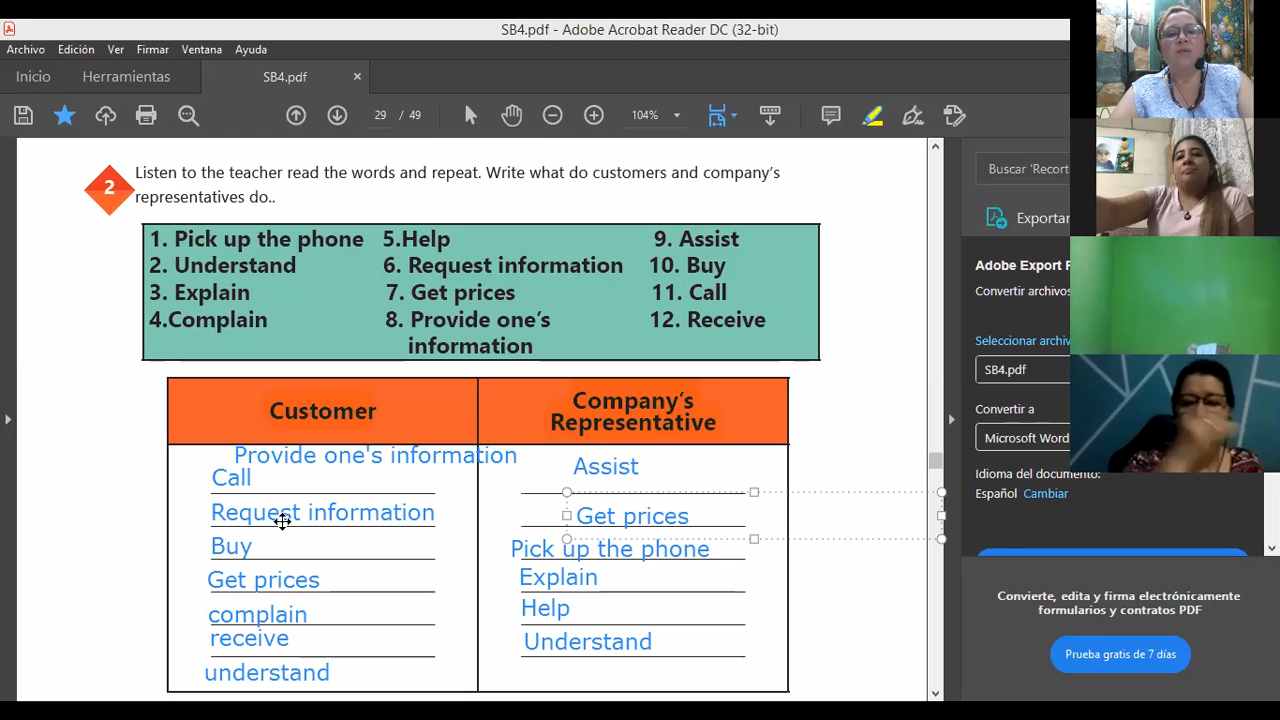 SB4.pdf - Adobe Acrobat Reader DC (32-bit)
Archivo Edición Ver Firmar Ventana Ayuda
Inicio Herramientas SB4.pdf ×
29 / 49 104%
2 Listen to the teacher read the words and repeat. Write what do customers and company's
representatives do..
1. Pick up the phone 5.Help 9. Assist
2. Understand 6. Request information 10. Buy
3. Explain 7. Get prices 11. Call
4.Complain 8. Provide one's 12. Receive
information
Customer
Company's
Representative
Provide one's information
Call
Request information
Buy
Get prices
complain
receive
understand
Assist
Get prices
Pick up the phone
Explain
Help
Understand
Buscar 'Recort
Exportar
Adobe Export P
Convertir archivos
Seleccionar archiv
SB4.pdf
Convertir a
Microsoft Word
Idioma del documento:
Español Cambiar
Convierte, edita y firma electrónicamente
formularios y contratos PDF
Prueba gratis de 7 días